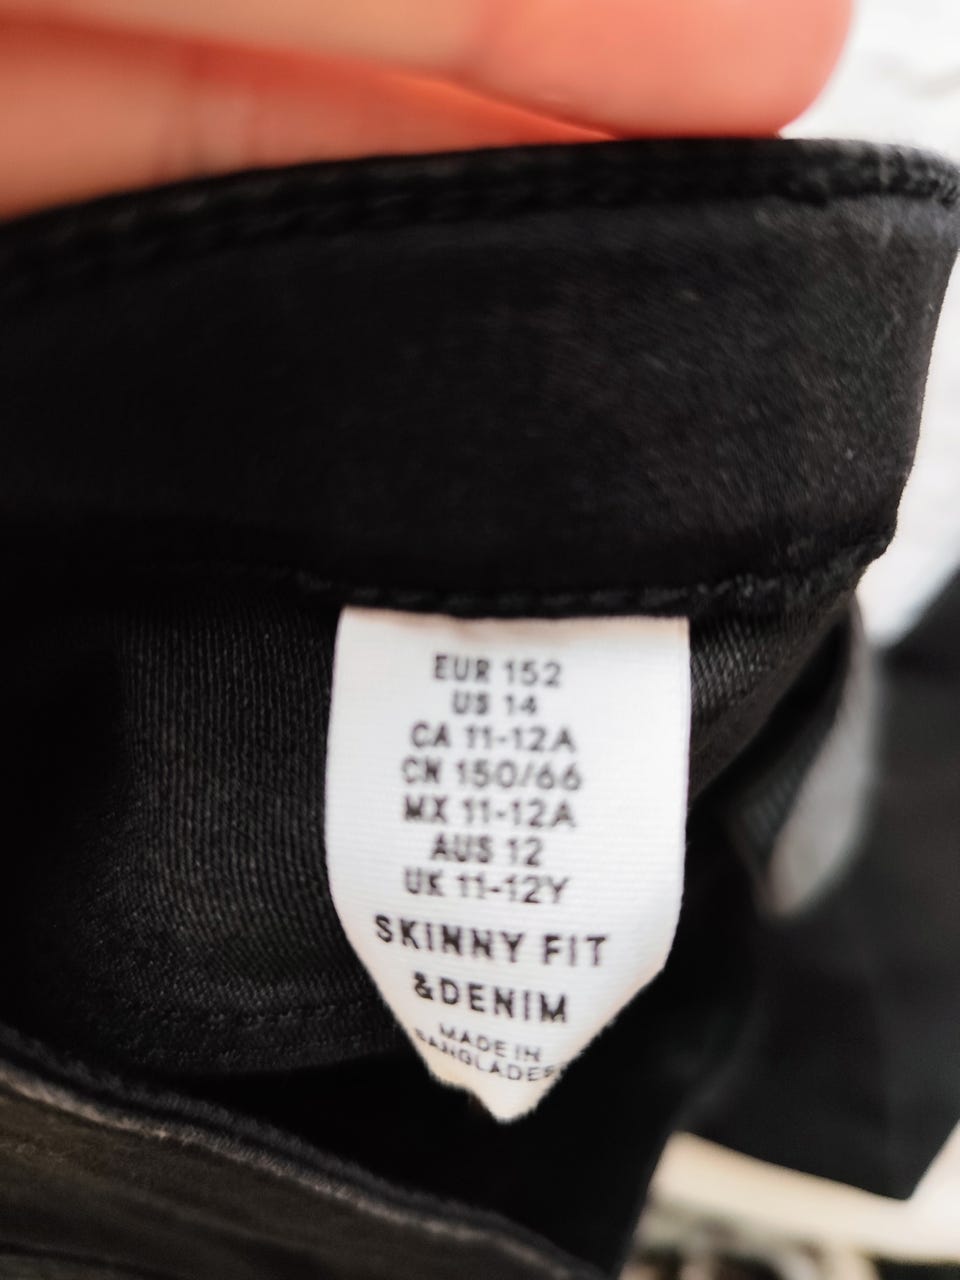 EUR 152
US 14
CA 11-12A
CN 150/66
MX 11-12A
AUS 12
UK 11-12Y
SKINNY FIT
&DENIM
MADE IN